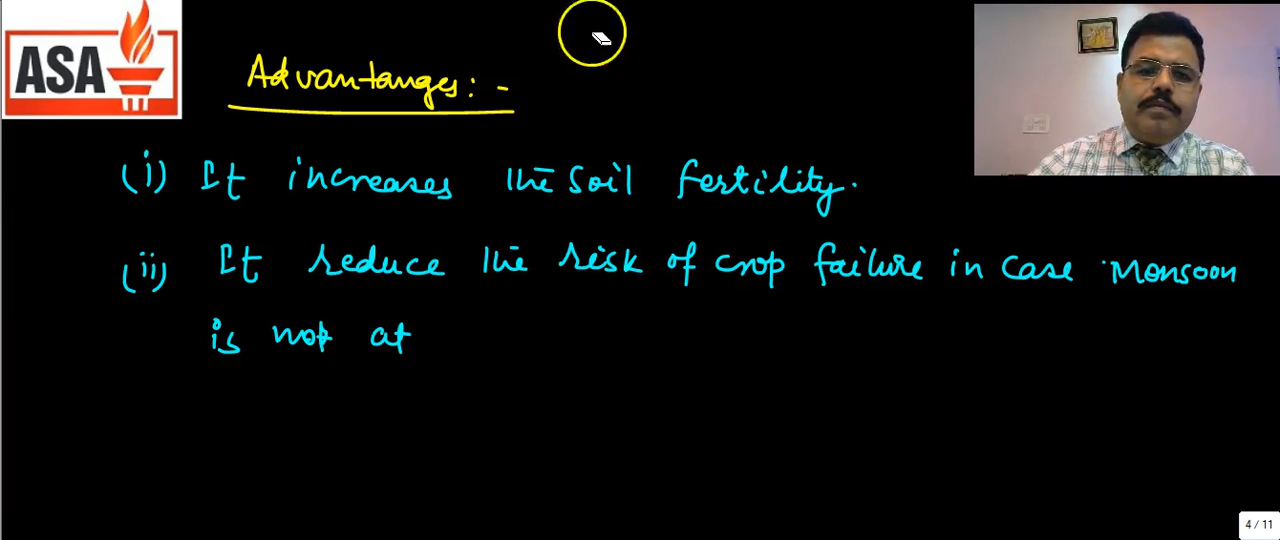 ASA
Advantanges: -
(i) It increases the soil fertility.
(ii) It reduce the risk of crop failure in case Monsoon
is not at
4 / 11